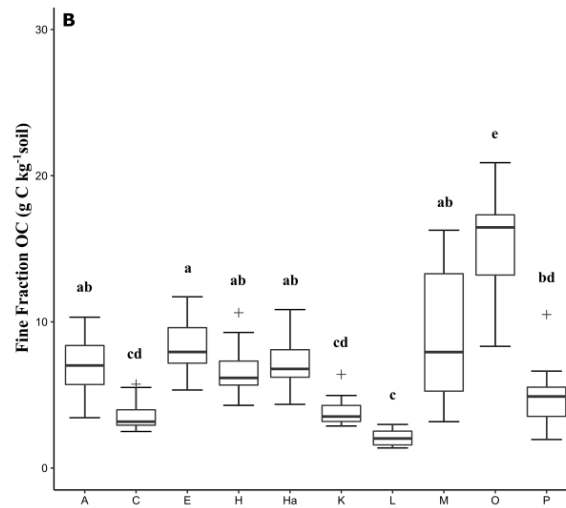 B
Fine Fraction OC (g C kg⁻¹soil)
30
20
10
0
ab
cd
a
ab
ab
cd
c
ab
e
bd
A C E H Ha K L M O P